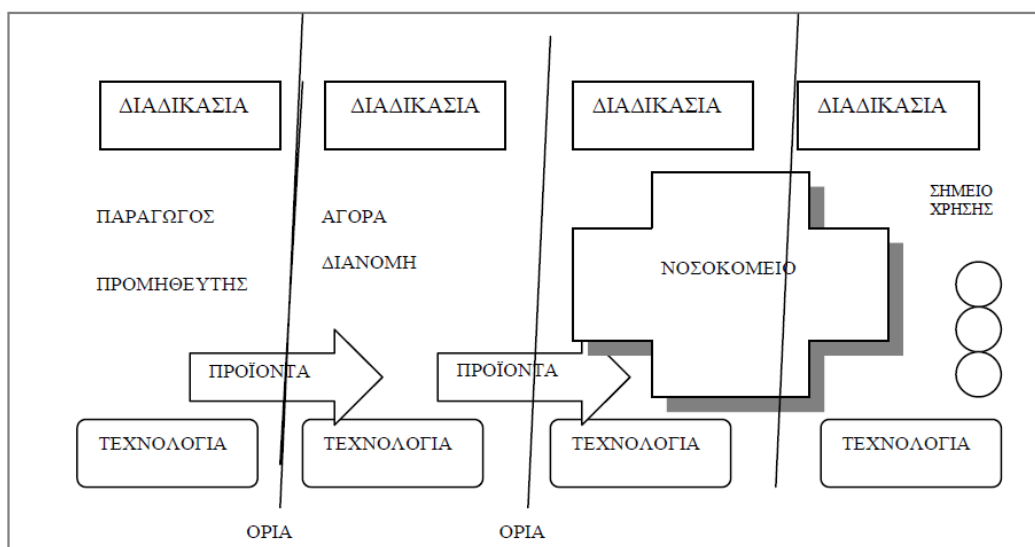 ΔΙΑΔΙΚΑΣΙΑ
ΔΙΑΔΙΚΑΣΙΑ
ΔΙΑΔΙΚΑΣΙΑ
ΔΙΑΔΙΚΑΣΙΑ
ΠΑΡΑΓΩΓΟΣ
ΑΓΟΡΑ
ΣΗΜΕΙΟ
ΧΡΗΣΗΣ
ΔΙΑΝΟΜΗ
ΝΟΣΟΚΟΜΕΙΟ
ΠΡΟΜΗΘΕΥΤΗΣ
ΠΡΟΪΟΝΤΑ
ΠΡΟΪΟΝΤΑ
ΤΕΧΝΟΛΟΓΙΑ
ΤΕΧΝΟΛΟΓΙΑ
ΤΕΧΝΟΛΟΓΙΑ
ΤΕΧΝΟΛΟΓΙΑ
ΟΡΙΑ
ΟΡΙΑ